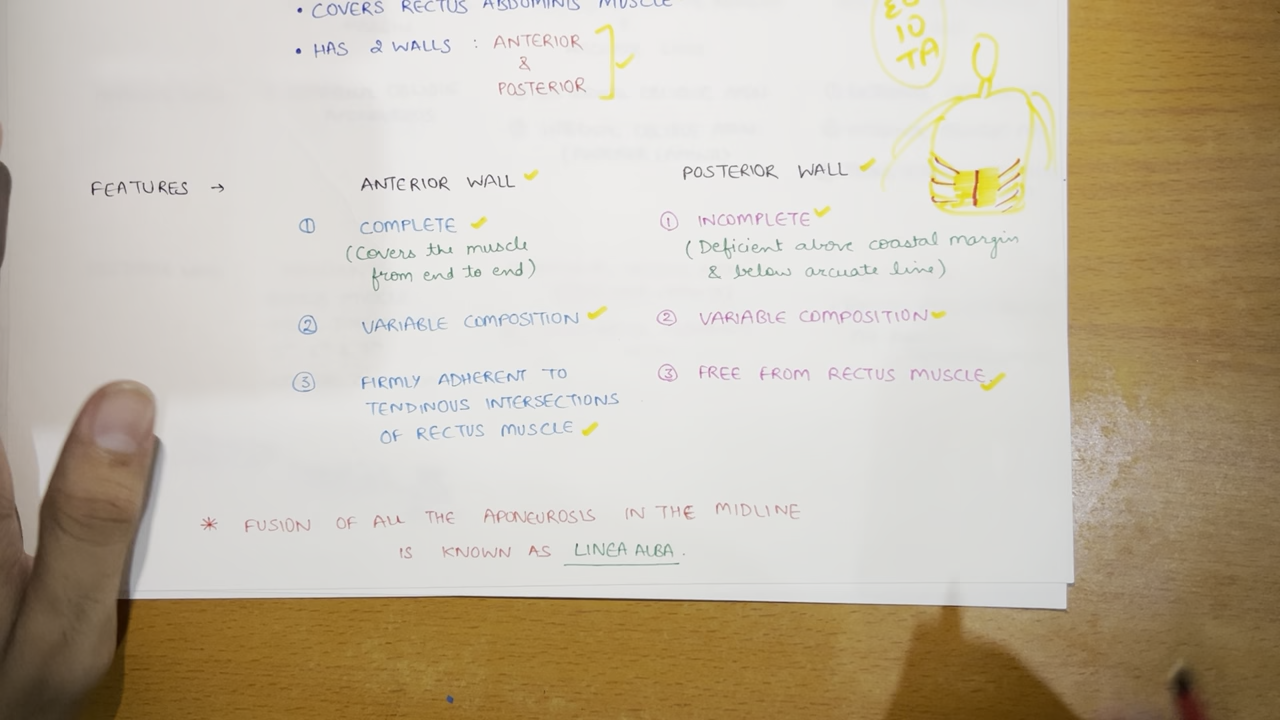 • COVERS RECTUS ABDOMINIS MUSCLE
• HAS 2 WALLS : ANTERIOR
&
POSTERIOR
EO
IO
TA
FEATURES → ANTERIOR WALL POSTERIOR WALL
① COMPLETE ① INCOMPLETE
(Covers the muscle (Deficient above coastal margin
from end to end) & below arcuate line)
② VARIABLE COMPOSITION ② VARIABLE COMPOSITION
③ FIRMLY ADHERENT TO ③ FREE FROM RECTUS MUSCLE.
TENDINOUS INTERSECTIONS
OF RECTUS MUSCLE
* FUSION OF ALL THE APONEUROSIS IN THE MIDLINE
IS KNOWN AS LINEA ALBA.